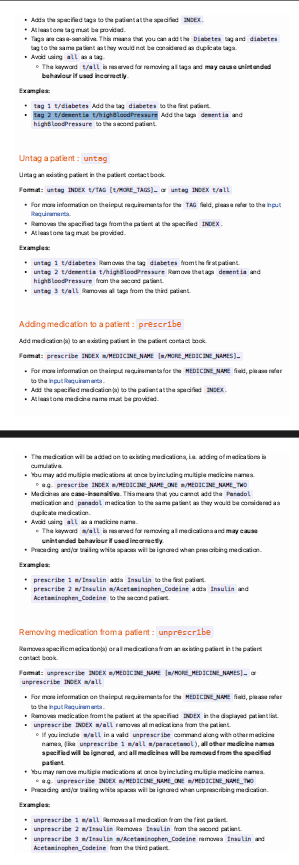 Adds the specified tags to the patient at the specified INDEX.
At least one tag must be provided.
Tags are case-sensitive. This means that you can add the Diabetes tag and diabetes
tag to the same patient as they would not be considered as duplicate tags.
Avoid using all as a tag.
The keyword t/all is reserved for removing all tags and may cause unintended
behaviour if used incorrectly.
Examples:
tag 1 t/diabetes Add the tag diabetes to the first patient.
tag 2 t/dementia t/highBloodPressure Add the tags dementia and
highBloodPressure to the second patient.
Untag a patient : untag
Untag an existing patient in the patient contact book.
Format: untag INDEX t/TAG [t/MORE_TAGS]… or untag INDEX t/all
For more information on the input requirements for the TAG field, please refer to the Input
Requirements.
Removes the specified tags from the patient at the specified INDEX.
At least one tag must be provided.
Examples:
untag 1 t/diabetes Removes the tag diabetes from the first patient.
untag 2 t/dementia t/highBloodPressure Remove the tags dementia and
highBloodPressure from the second patient.
untag 3 t/all Removes all tags from the third patient.
Adding medication to a patient : prescribe
Add medication(s) to an existing patient in the patient contact book.
Format: prescribe INDEX m/MEDICINE_NAME [m/MORE_MEDICINE_NAMES]…
For more information on the input requirements for the MEDICINE_NAME field, please refer
to the Input Requirements.
Add the specified medication(s) to the patient at the specified INDEX.
At least one medicine name must be provided.
The medication will be added on to existing medications, i.e. adding of medications is
cumulative.
You may add multiple medications at once by including multiple medicine names.
e.g. prescribe INDEX m/MEDICINE_NAME_ONE m/MEDICINE_NAME_TWO
Medicines are case-insensitive. This means that you cannot add the Panadol
medication and panadol medication to the same patient as they would be considered as
duplicate medication.
Avoid using all as a medicine name.
The keyword m/all is reserved for removing all medications and may cause
unintended behaviour if used incorrectly.
Preceding and/or trailing white spaces will be ignored when prescribing medication.
Examples:
prescribe 1 m/Insulin adds Insulin to the first patient.
prescribe 2 m/Insulin m/Acetaminophen_Codeine adds Insulin and
Acetaminophen_Codeine to the second patient.
Removing medication from a patient : unprescribe
Removes specific medication(s) or all medications from an existing patient in the patient
contact book.
Format: unprescribe INDEX m/MEDICINE_NAME [m/MORE_MEDICINE_NAMES]… or
unprescribe INDEX m/all
For more information on the input requirements for the MEDICINE_NAME field, please refer
to the Input Requirements.
Removes medication from the patient at the specified INDEX in the displayed patient list.
unprescribe INDEX m/all removes all medications from the patient.
If you include m/all in a valid unprescribe command along with other medicine
names, (like unprescribe 1 m/all m/paracetamol), all other medicine names
specified will be ignored, and all medicines will be removed from the specified
patient.
You may remove multiple medications at once by including multiple medicine names.
e.g. unprescribe INDEX m/MEDICINE_NAME_ONE m/MEDICINE_NAME_TWO
Preceding and/or trailing white spaces will be ignored when unprescribing medication.
Examples:
unprescribe 1 m/all Removes all medication from the first patient.
unprescribe 2 m/Insulin Removes Insulin from the second patient.
unprescribe 3 m/Insulin m/Acetaminophen_Codeine removes Insulin and
Acetaminophen_Codeine from the third patient.